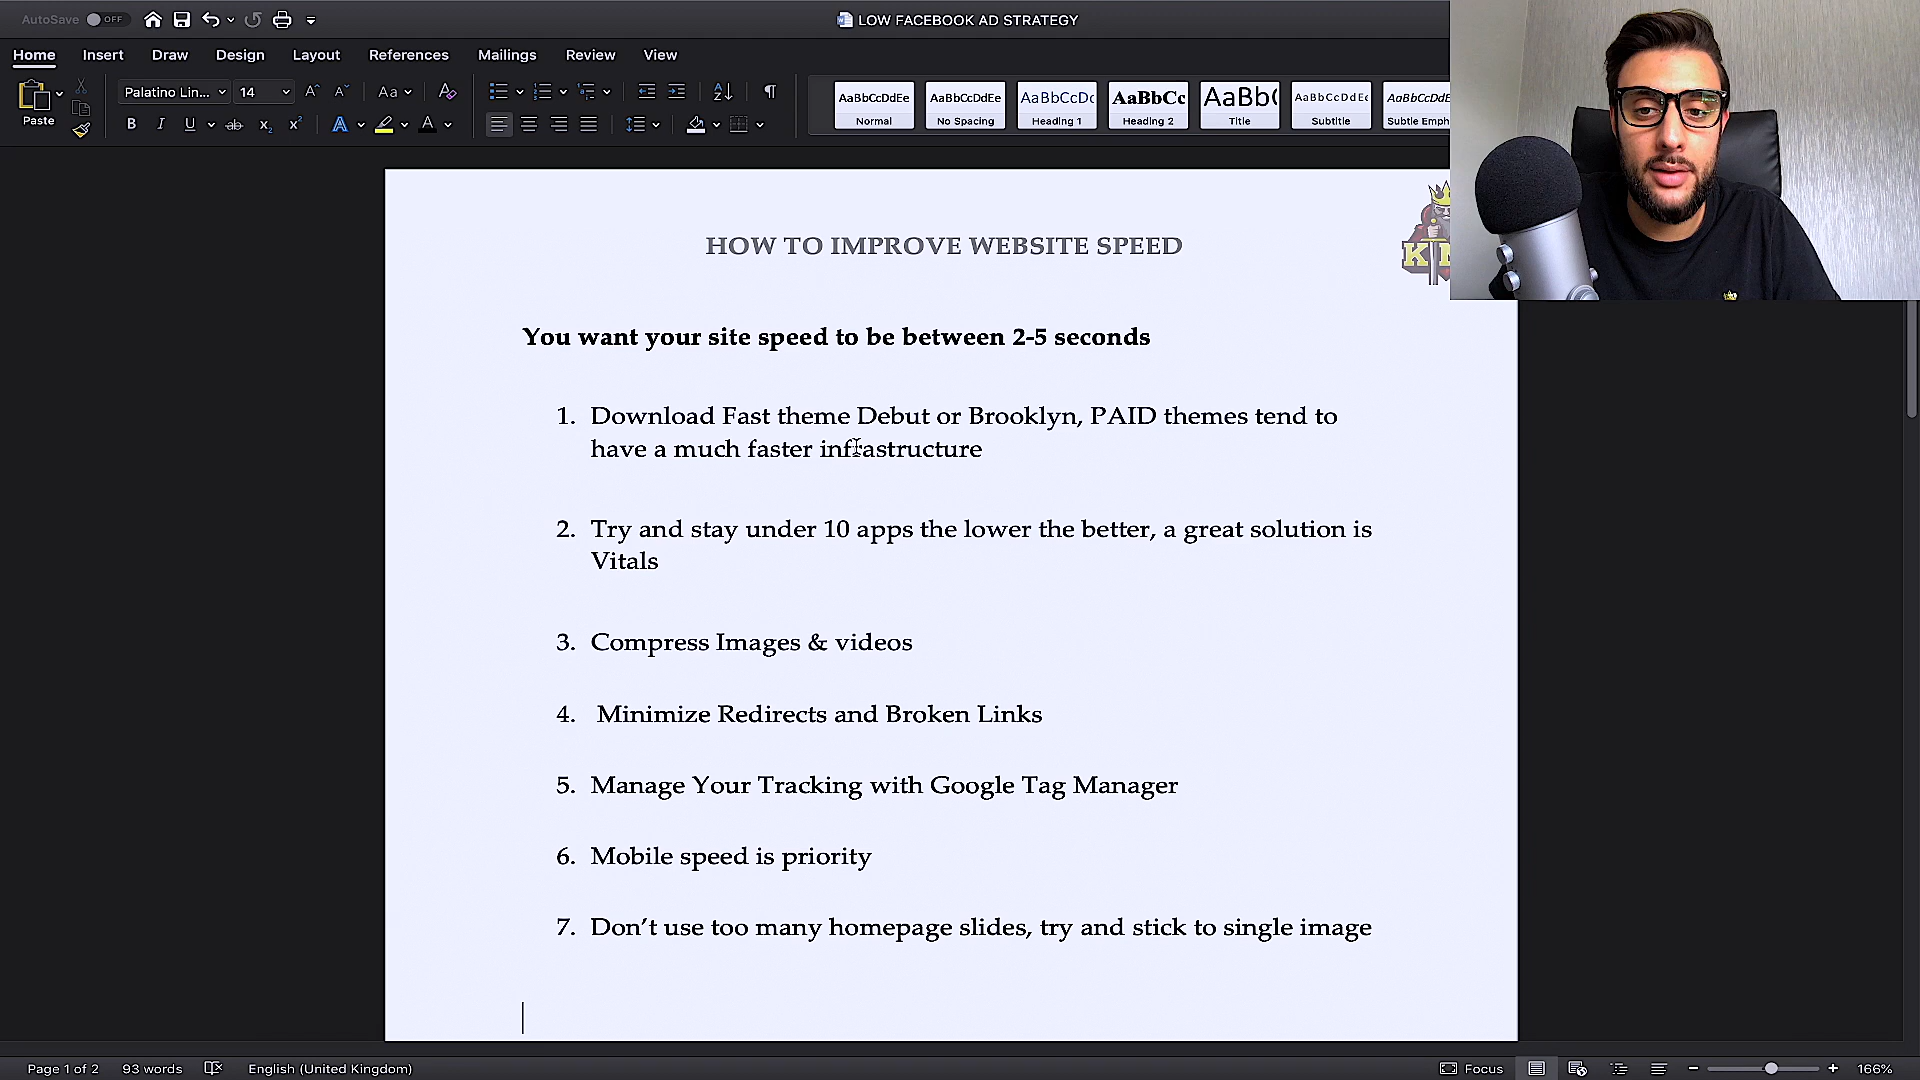 AutoSave OFF
LOW FACEBOOK AD STRATEGY
Home Insert Draw Design Layout References Mailings Review View
Paste
Palatino Lin... 14
AaBbCcDdEe
Normal
AaBbCcDdEe
No Spacing
AaBbCcDc
Heading 1
AaBbCc
Heading 2
AaBb(
Title
AaBbCcDdEe
Subtitle
AaBbCcDdE
Subtle Emph
HOW TO IMPROVE WEBSITE SPEED
You want your site speed to be between 2-5 seconds
1. Download Fast theme Debut or Brooklyn, PAID themes tend to
have a much faster infrastructure
2. Try and stay under 10 apps the lower the better, a great solution is
Vitals
3. Compress Images & videos
4. Minimize Redirects and Broken Links
5. Manage Your Tracking with Google Tag Manager
6. Mobile speed is priority
7. Don’t use too many homepage slides, try and stick to single image
Page 1 of 2 93 words English (United Kingdom) Focus 166%